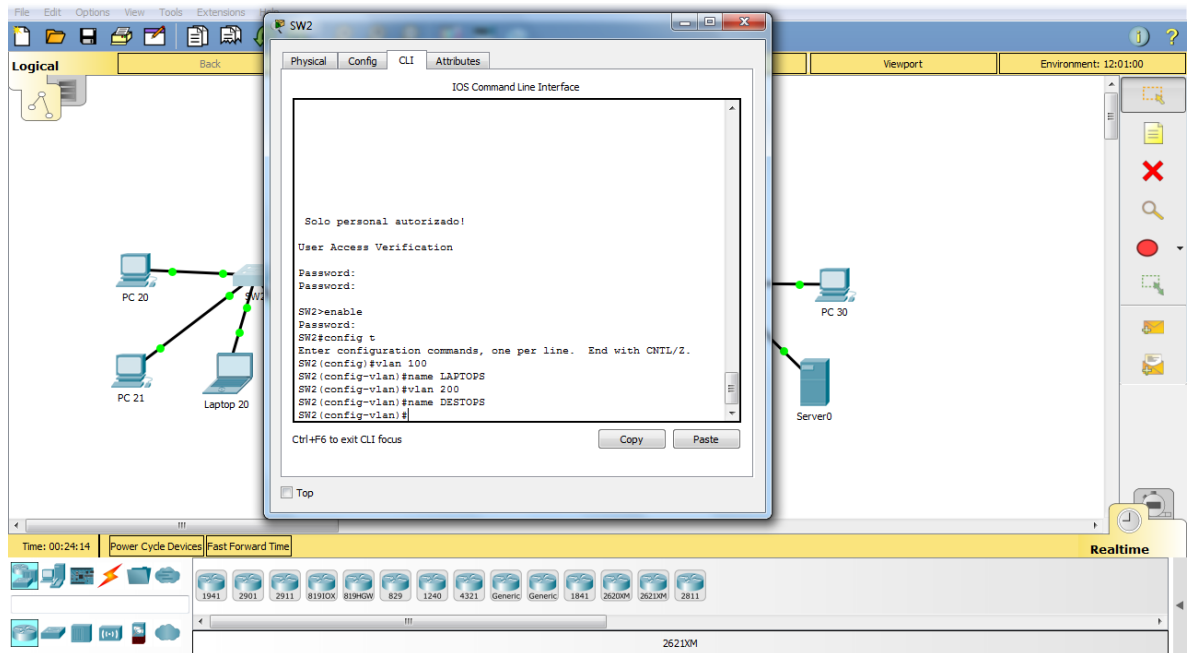 File Edit Options View Tools Extensions
SW2
Logical
Back
Viewport
Environment: 12:01:00
Physical Config CLI Attributes
IOS Command Line Interface
Solo personal autorizado!
User Access Verification
Password:
Password:
SW2>enable
Password:
SW2#config t
Enter configuration commands, one per line.  End with CNTL/Z.
SW2(config)#vlan 100
SW2(config-vlan)#name LAPTOPS
SW2(config-vlan)#vlan 200
SW2(config-vlan)#name DESTOPS
SW2(config-vlan)#
Ctrl+F6 to exit CLI focus
Copy
Paste
Top
PC 20
SW2
PC 21
Laptop 20
PC 30
Server0
Time: 00:24:14
Power Cycle Devices
Fast Forward Time
Realtime
1941 2901 2911 819IOX 819HGW 829 1240 4321 Generic Generic 1841 2620XM 2621XM 2811
2621XM